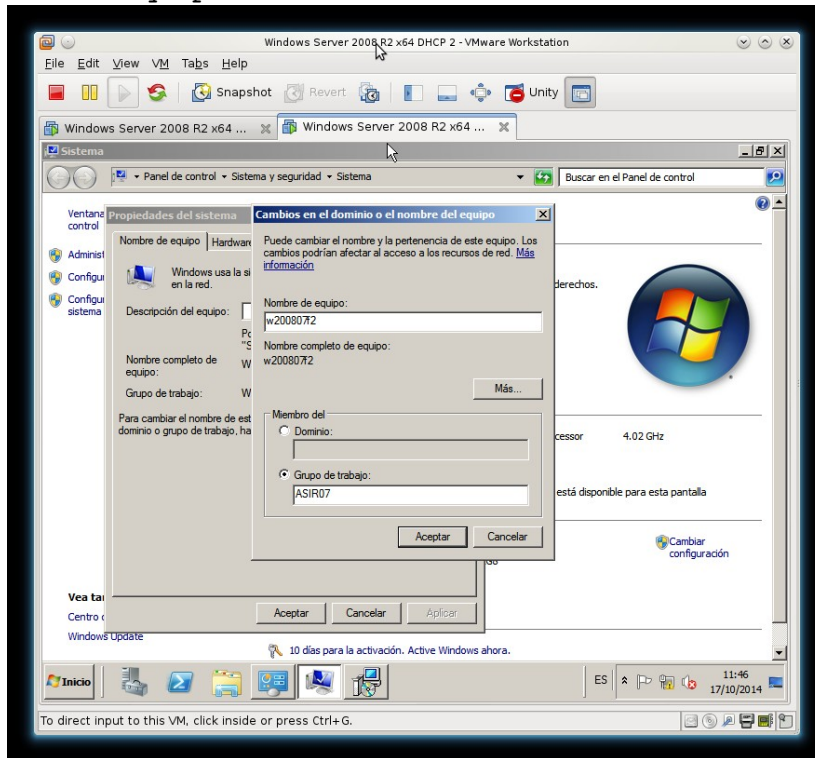 Windows Server 2008 R2 x64 DHCP 2 - VMware Workstation
File Edit View VM Tabs Help
Snapshot Revert Unity
Windows Server 2008 R2 x64 ... Windows Server 2008 R2 x64 ...
Sistema
Panel de control Sistema y seguridad Sistema Buscar en el Panel de control
Ventana
control
Administ
Configu
Configu
sistema
Vea ta
Centro
Windows Update
Propiedades del sistema
Nombre de equipo Hardware
Windows usa la si
en la red.
Descripción del equipo:
Nombre completo de
equipo:
Grupo de trabajo: W
Para cambiar el nombre de est
dominio o grupo de trabajo, ha
Aceptar Cancelar Aplicar
Cambios en el dominio o el nombre del equipo
Puede cambiar el nombre y la pertenencia de este equipo. Los
cambios podrían afectar al acceso a los recursos de red. Más
información
Nombre de equipo:
w200807f2
Nombre completo de equipo:
w200807f2
Más...
Miembro del
Dominio:
Grupo de trabajo:
ASIR07
Aceptar Cancelar
derechos.
cessor 4.02 GHz
está disponible para esta pantalla
Cambiar
configuración
10 días para la activación. Active Windows ahora.
Inicio ES 11:46
17/10/2014
To direct input to this VM, click inside or press Ctrl+G.